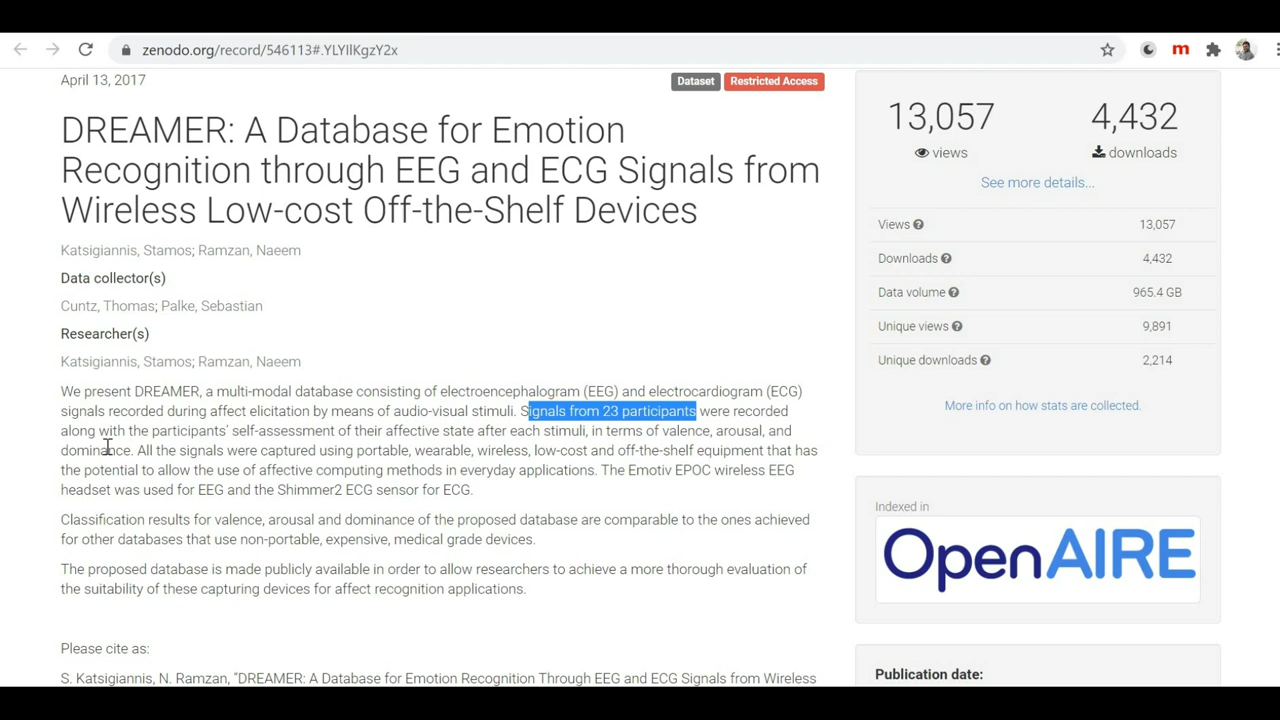 zenodo.org/record/546113#.YLYIlKgzY2x
m
April 13, 2017
Dataset
Restricted Access
DREAMER: A Database for Emotion
Recognition through EEG and ECG Signals from
Wireless Low-cost Off-the-Shelf Devices
Katsigiannis, Stamos; Ramzan, Naeem
Data collector(s)
Cuntz, Thomas; Palke, Sebastian
Researcher(s)
Katsigiannis, Stamos; Ramzan, Naeem
We present DREAMER, a multi-modal database consisting of electroencephalogram (EEG) and electrocardiogram (ECG)
signals recorded during affect elicitation by means of audio-visual stimuli. Signals from 23 participants were recorded
along with the participants’ self-assessment of their affective state after each stimuli, in terms of valence, arousal, and
dominance. All the signals were captured using portable, wearable, wireless, low-cost and off-the-shelf equipment that has
the potential to allow the use of affective computing methods in everyday applications. The Emotiv EPOC wireless EEG
headset was used for EEG and the Shimmer2 ECG sensor for ECG.
Classification results for valence, arousal and dominance of the proposed database are comparable to the ones achieved
for other databases that use non-portable, expensive, medical grade devices.
The proposed database is made publicly available in order to allow researchers to achieve a more thorough evaluation of
the suitability of these capturing devices for affect recognition applications.
Please cite as:
S. Katsigiannis, N. Ramzan, “DREAMER: A Database for Emotion Recognition Through EEG and ECG Signals from Wireless
13,057
views
4,432
downloads
See more details...
Views 13,057
Downloads 4,432
Data volume 965.4 GB
Unique views 9,891
Unique downloads 2,214
More info on how stats are collected.
Indexed in
OpenAIRE
Publication date: